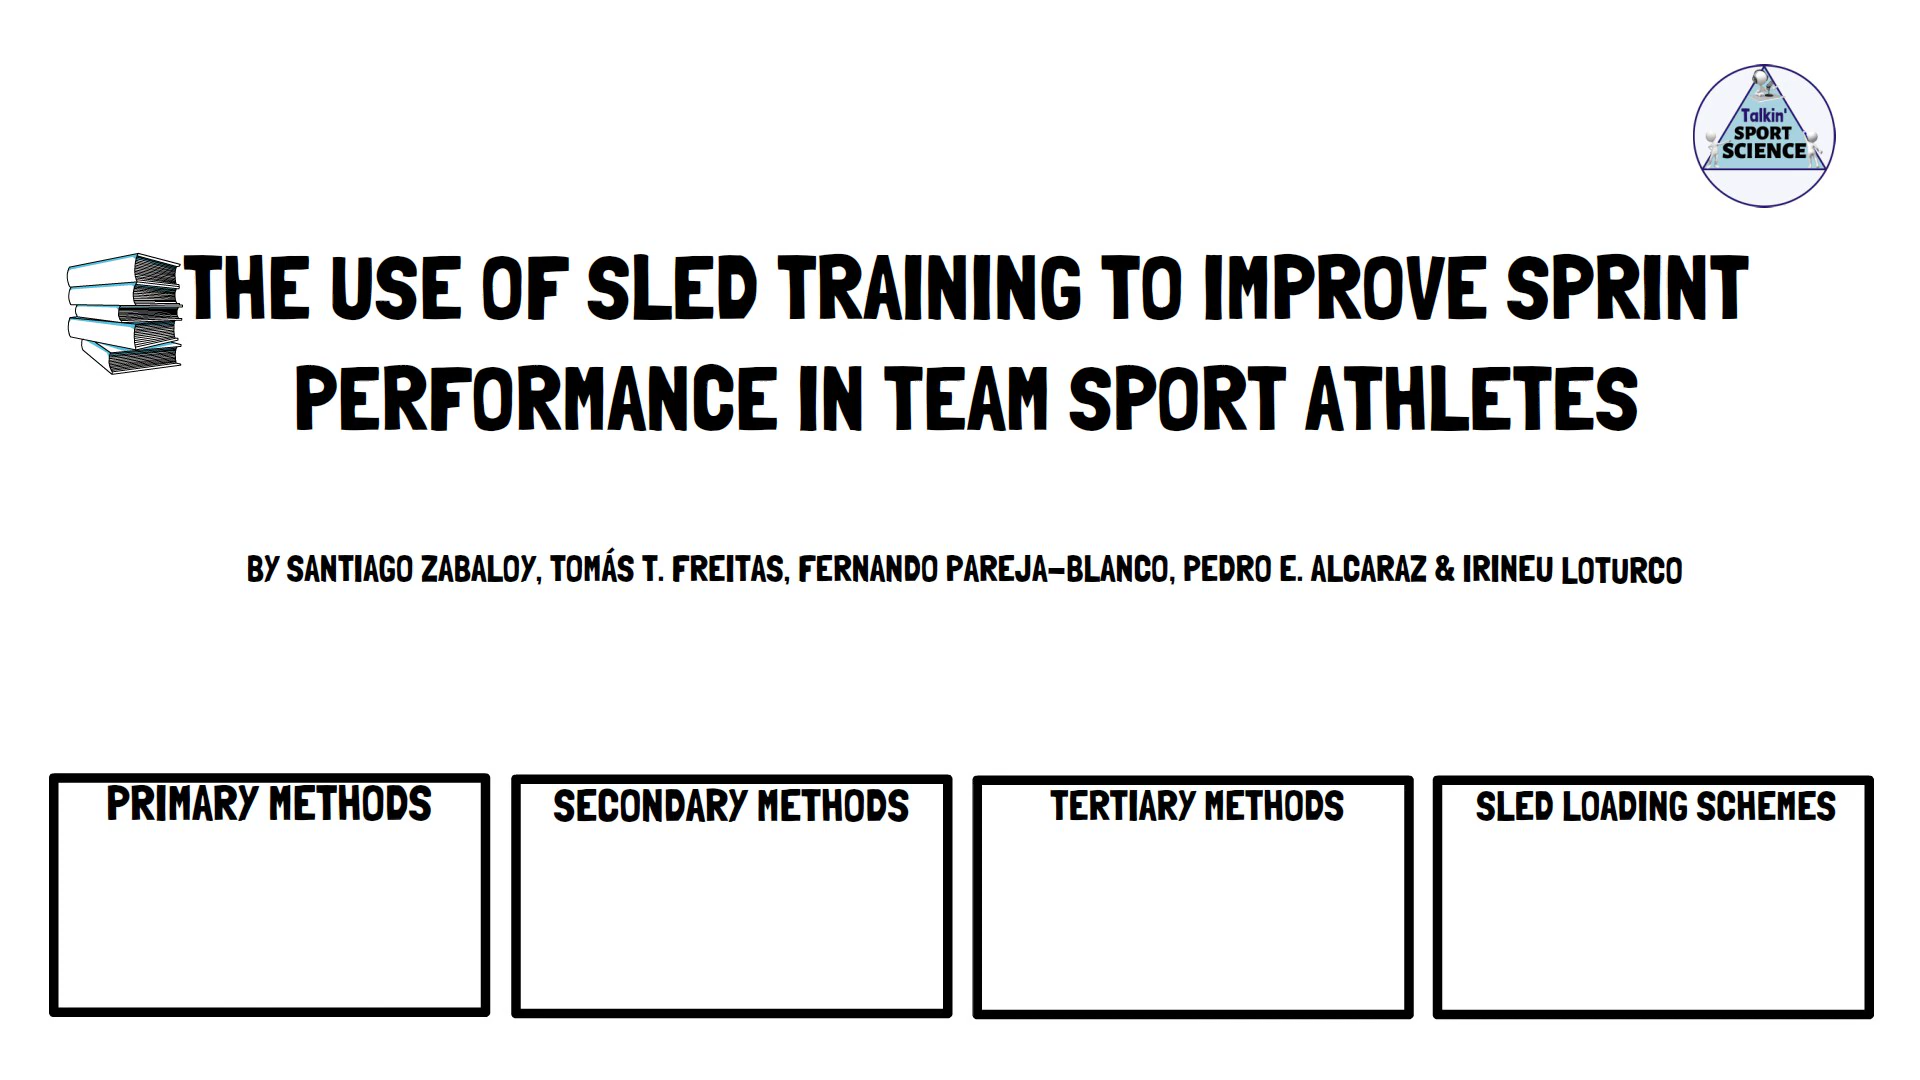 Talkin'
SPORT
SCIENCE
THE USE OF SLED TRAINING TO IMPROVE SPRINT
PERFORMANCE IN TEAM SPORT ATHLETES
BY SANTIAGO ZABALOY, TOMÁS T. FREITAS, FERNANDO PAREJA-BLANCO, PEDRO E. ALCARAZ & IRINEU LOTURCO
PRIMARY METHODS
SECONDARY METHODS
TERTIARY METHODS
SLED LOADING SCHEMES